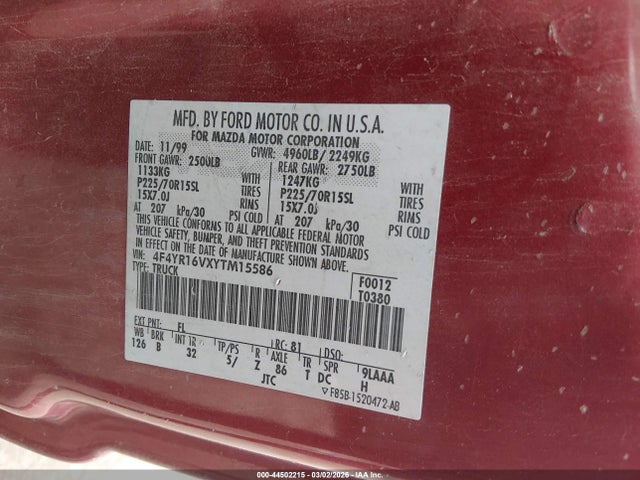 MFD. BY FORD MOTOR CO. IN U.S.A.
FOR MAZDA MOTOR CORPORATION
DATE: 11/99 GVWR: 4960LB/ 2249KG
FRONT GAWR: 2500LB REAR GAWR: 2750LB
1133KG WITH 1247KG WITH
P225/70R15SL TIRES P225/70R15SL TIRES
15X7.0J RIMS 15X7.0J RIMS
AT 207 kPa/30 PSI COLD AT 207 kPa/30 PSI COLD
THIS VEHICLE CONFORMS TO ALL APPLICABLE FEDERAL MOTOR
VEHICLE SAFETY, BUMPER, AND THEFT PREVENTION STANDARDS IN
EFFECT ON THE DATE OF MANUFACTURE SHOWN ABOVE
VIN: 4F4YR16VXYTM15586 F0012
TYPE: TRUCK T0380
EXT PNT: FL RC: 81 DSO:
WB BRK INT TR TP/PS R AXLE TR SPR 9LAAA
126 B 32 5/ Z 86 T DC H
JTC ▽ F85B-1520472-AB
000-44502215 - 03/02/2026 - IAA Inc.